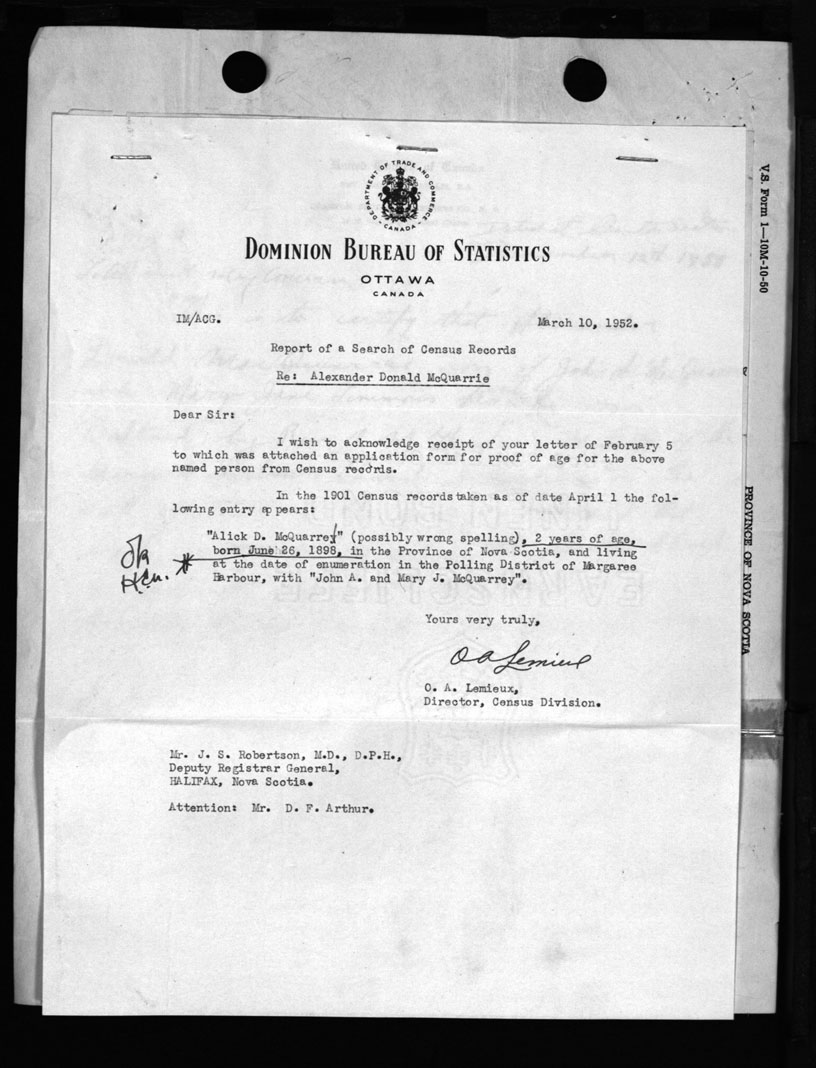 DEPARTMENT OF TRADE AND COMMERCE
CANADA
DOMINION BUREAU OF STATISTICS
OTTAWA
CANADA
IM/ACG.
March 10, 1952.
Report of a Search of Census Records
Re: Alexander Donald McQuarrie
Dear Sir:
I wish to acknowledge receipt of your letter of February 5
to which was attached an application form for proof of age for the above
named person from Census records.
In the 1901 Census records taken as of date April 1 the fol-
lowing entry appears:
"Alick D. McQuarrey" (possibly wrong spelling), 2 years of age,
born June 26, 1898, in the Province of Nova Scotia, and living
at the date of enumeration in the Polling District of Margaree
Harbour, with "John A. and Mary J. McQuarrey".
Ok
Yours very truly,
O A Lemieux
O. A. Lemieux,
Director, Census Division.
Mr. J. S. Robertson, M.D., D.P.H.,
Deputy Registrar General,
HALIFAX, Nova Scotia.
Attention: Mr. D. F. Arthur.
V.S. Form 1—10M-10-50
PROVINCE OF NOVA SCOTIA